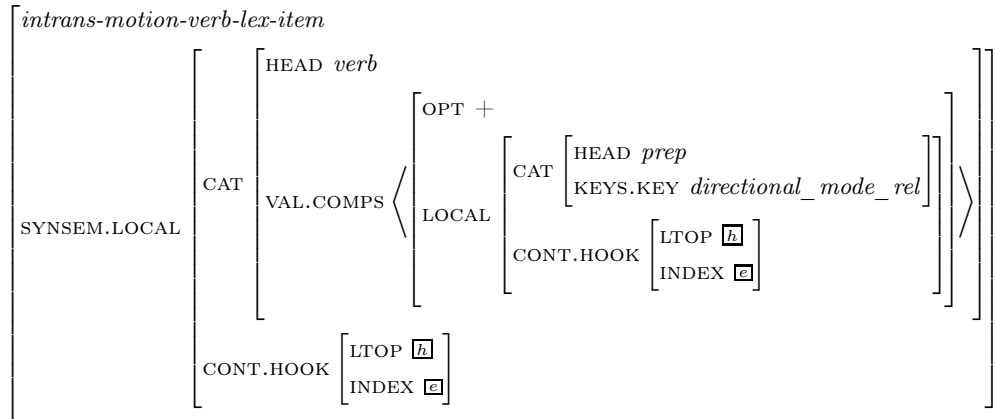 intrans-motion-verb-lex-item
HEAD verb
OPT +
HEAD prep
CAT
KEYS.KEY directional_mode_rel
CAT
VAL.COMPS
LOCAL
SYNSEM.LOCAL
LTOP h
CONT.HOOK
INDEX e
LTOP h
CONT.HOOK
INDEX e